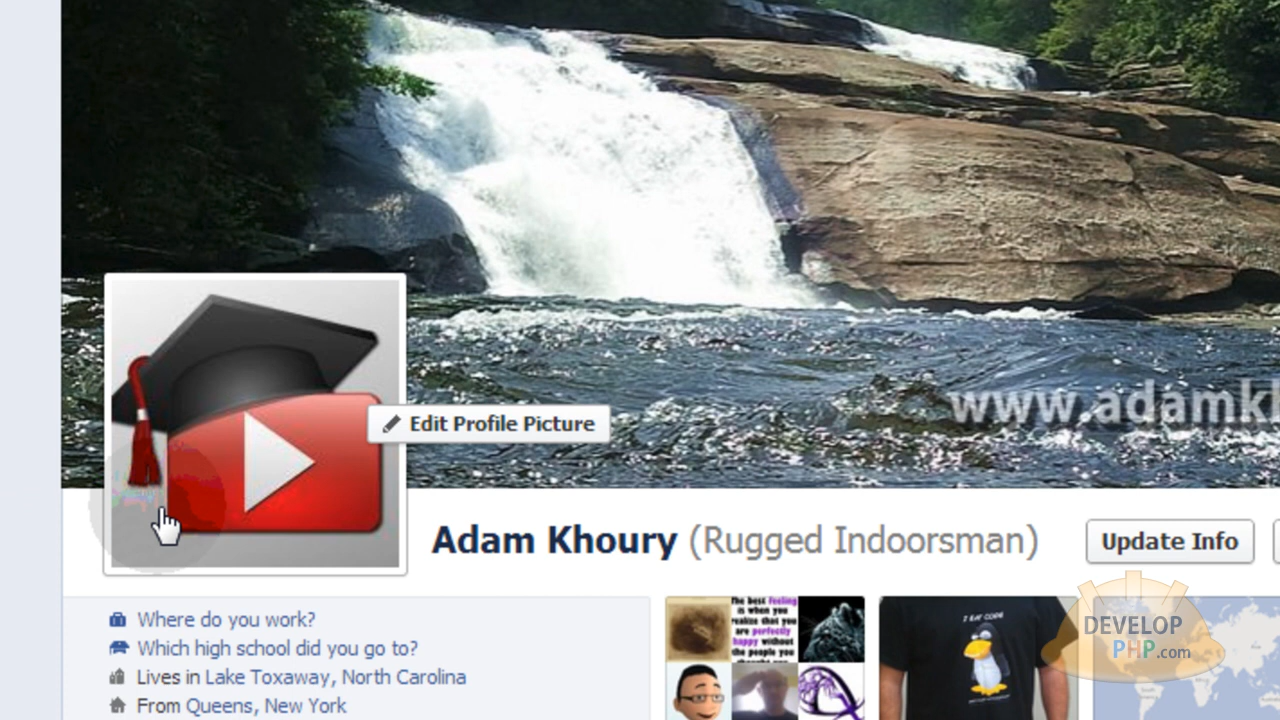 www.adamkh
Edit Profile Picture
Adam Khoury (Rugged Indoorsman)
Update Info
Where do you work?
Which high school did you go to?
Lives in Lake Toxaway, North Carolina
From Queens, New York
The best feeling
is when you
realize that you
are perfectly
happy without
the people you
I EAT CODE
DEVELOP
PHP.com